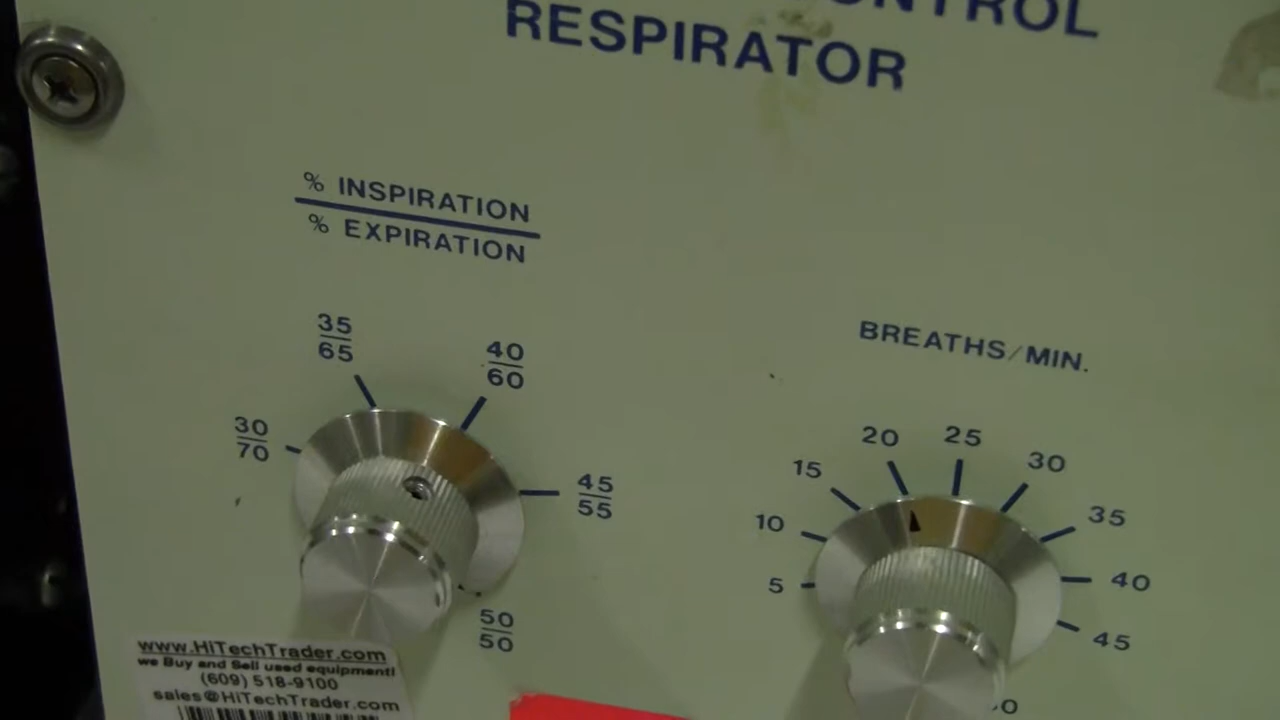 RESPIRATOR
% INSPIRATION
% EXPIRATION
35
65
40
60
30
70
45
55
50
50
BREATHS/MIN.
5
10
15
20
25
30
35
40
45
www.HiTechTrader.com
we Buy and Sell used equipment!
(609) 518-9100
sales@HiTechTrader.com